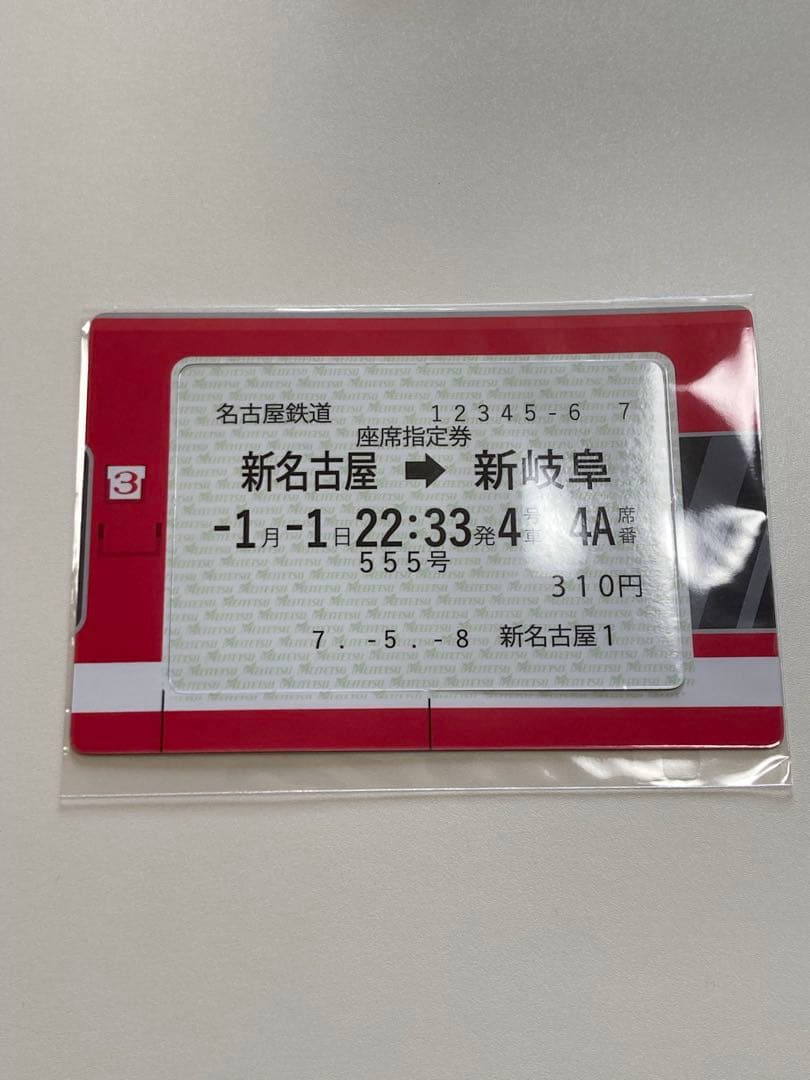 3
名古屋鉄道 12345-6 7
座席指定券
新名古屋 ➡ 新岐阜
-1月-1日22:33発4号車 4A席番
555号
310円
7.-5.-8 新名古屋1